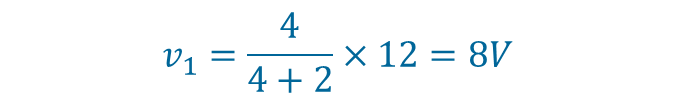 v₁ = 4/(4 + 2) × 12 = 8V